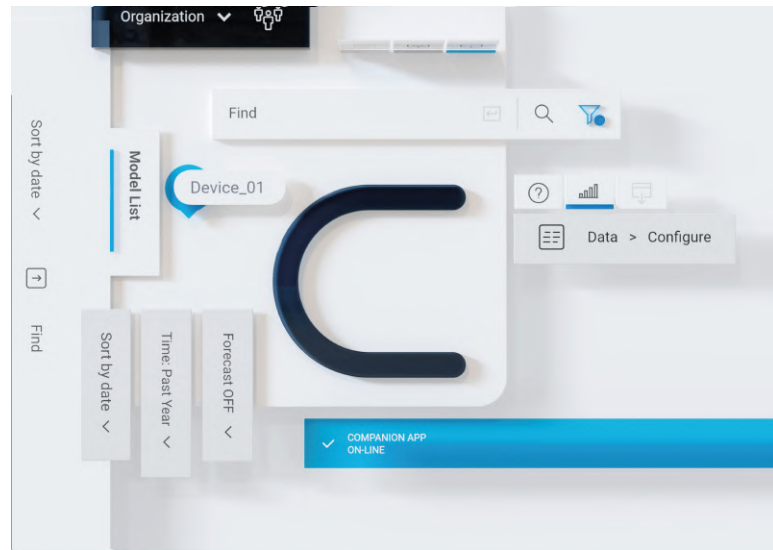 Organization
Find
Sort by date
Model List
Device_01
Data > Configure
Find
Sort by date
Time: Past Year
Forecast OFF
COMPANION APP
ON-LINE